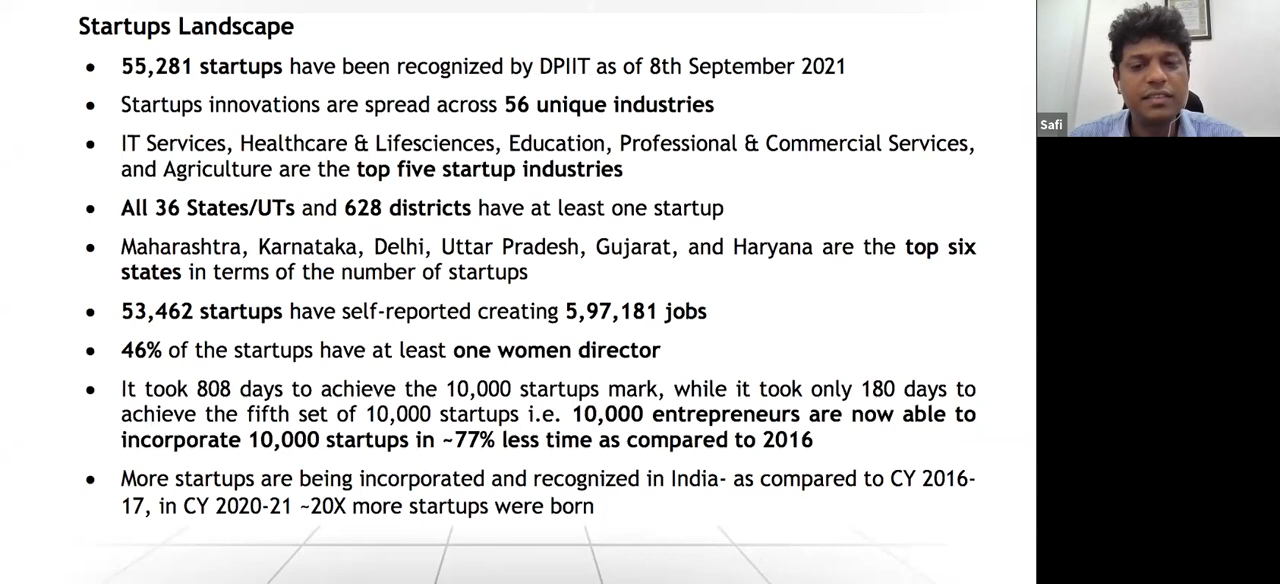 Startups Landscape
• 55,281 startups have been recognized by DPIIT as of 8th September 2021
• Startups innovations are spread across 56 unique industries
• IT Services, Healthcare & Lifesciences, Education, Professional & Commercial Services,
and Agriculture are the top five startup industries
• All 36 States/UTs and 628 districts have at least one startup
• Maharashtra, Karnataka, Delhi, Uttar Pradesh, Gujarat, and Haryana are the top six
states in terms of the number of startups
• 53,462 startups have self-reported creating 5,97,181 jobs
• 46% of the startups have at least one women director
• It took 808 days to achieve the 10,000 startups mark, while it took only 180 days to
achieve the fifth set of 10,000 startups i.e. 10,000 entrepreneurs are now able to
incorporate 10,000 startups in ~77% less time as compared to 2016
• More startups are being incorporated and recognized in India- as compared to CY 2016-
17, in CY 2020-21 ~20X more startups were born
Safi